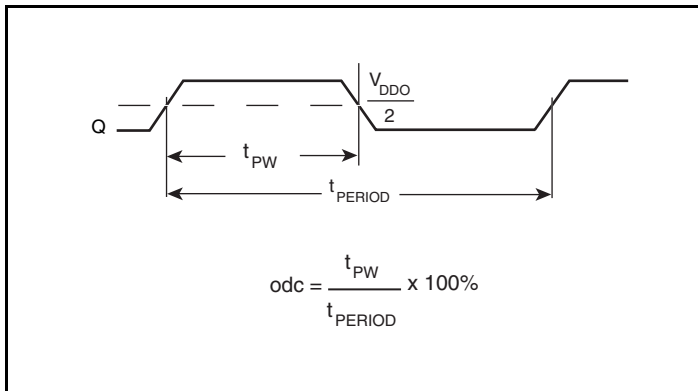 V_DDO
2
Q
t_PW
t_PERIOD
odc = t_PW / t_PERIOD x 100%